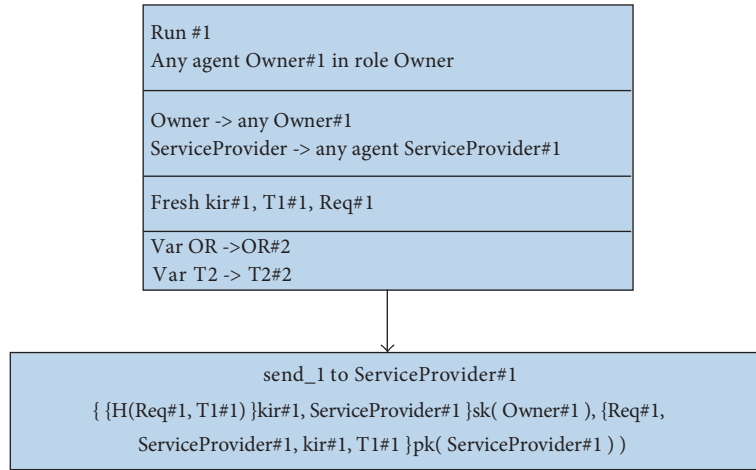 Run #1
Any agent Owner#1 in role Owner
Owner -> any Owner#1
ServiceProvider -> any agent ServiceProvider#1
Fresh kir#1, T1#1, Req#1
Var OR ->OR#2
Var T2 -> T2#2
send_1 to ServiceProvider#1
{ {H(Req#1, T1#1) }kir#1, ServiceProvider#1 }sk( Owner#1 ), {Req#1,
ServiceProvider#1, kir#1, T1#1 }pk( ServiceProvider#1 ) )